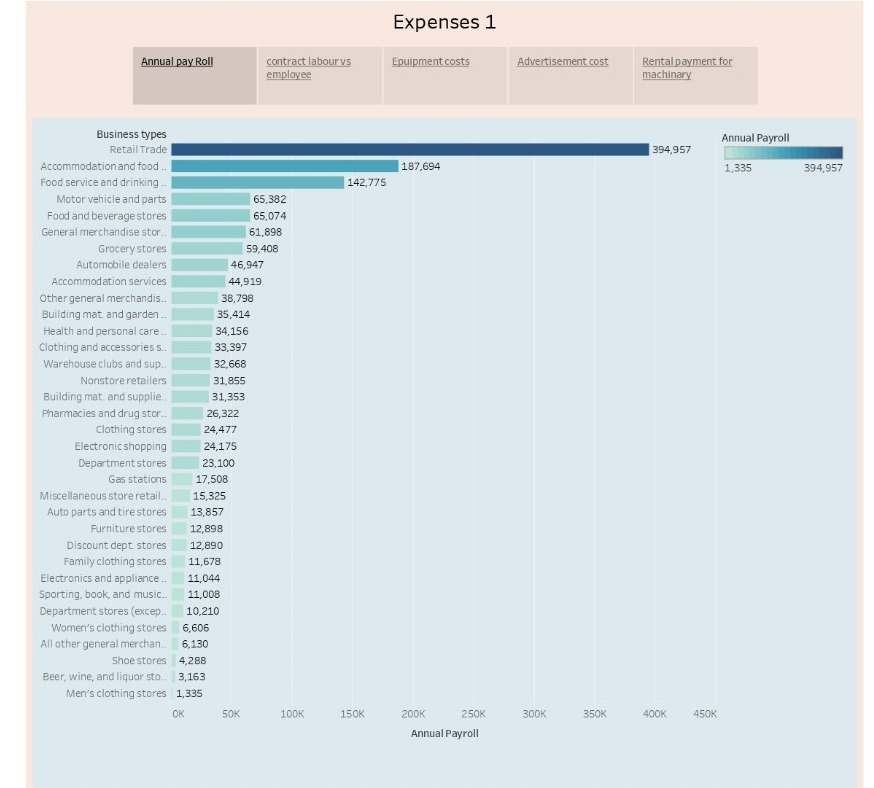 Expenses 1
Annual pay Roll
contract labour vs
employee
Equipment costs
Advertisement cost
Rental payment for
machinary
Business types
Annual Payroll
1,335 394,957
Retail Trade 394,957
Accommodation and food .. 187,694
Food service and drinking .. 142,775
Motor vehicle and parts 65,382
Food and beverage stores 65,074
General merchandise stor.. 61,898
Grocery stores 59,408
Automobile dealers 46,947
Accommodation services 44,919
Other general merchandis.. 38,798
Building mat. and garden .. 35,414
Health and personal care .. 34,156
Clothing and accessories s.. 33,397
Warehouse clubs and sup.. 32,668
Nonstore retailers 31,855
Building mat. and supplie.. 31,353
Pharmacies and drug stor.. 26,322
Clothing stores 24,477
Electronic shopping 24,175
Department stores 23,100
Gas stations 17,508
Miscellaneous store retail.. 15,325
Auto parts and tire stores 13,857
Furniture stores 12,898
Discount dept. stores 12,890
Family clothing stores 11,678
Electronics and appliance .. 11,044
Sporting, book, and music.. 11,008
Department stores (excep.. 10,210
Women's clothing stores 6,606
All other general merchan.. 6,130
Shoe stores 4,288
Beer, wine, and liquor sto.. 3,163
Men's clothing stores 1,335
0K 50K 100K 150K 200K 250K 300K 350K 400K 450K
Annual Payroll